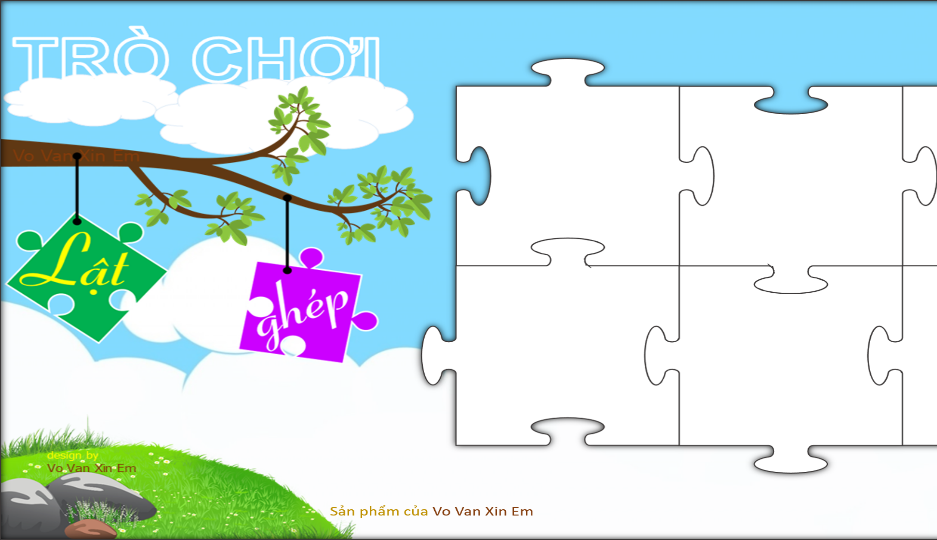 TRÒ CHƠI
Vo Van Xin Em
Lật
ghép
design by
Vo Van Xin Em
Sản phẩm của Vo Van Xin Em